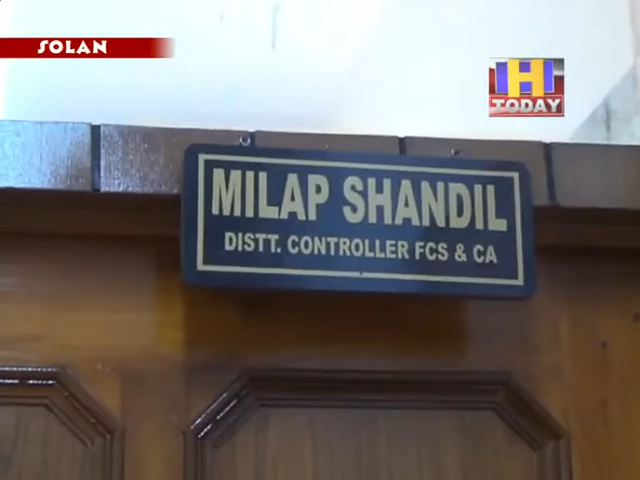 SOLAN
H
TODAY
MILAP SHANDIL
DISTT. CONTROLLER FCS & CA